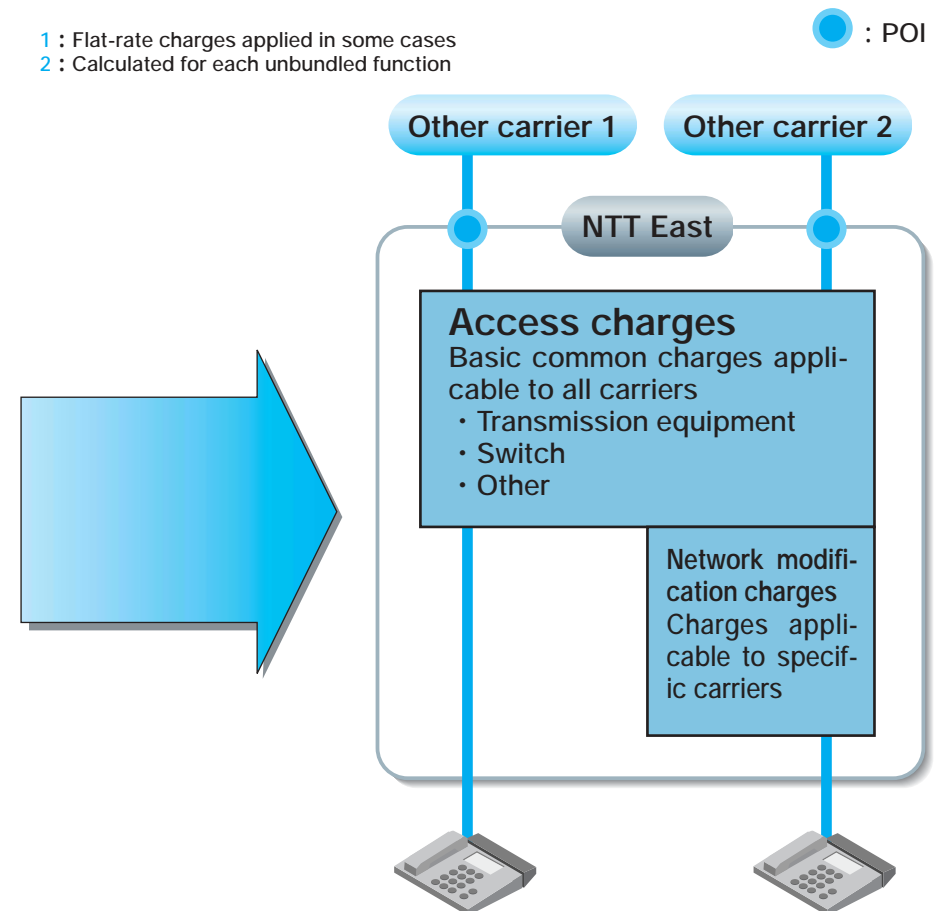 1 : Flat-rate charges applied in some cases
2 : Calculated for each unbundled function
: POI
Other carrier 1
Other carrier 2
NTT East
Access charges
Basic common charges appli-
cable to all carriers
・Transmission equipment
・Switch
・Other
Network modifi-
cation charges
Charges appli-
cable to specif-
ic carriers